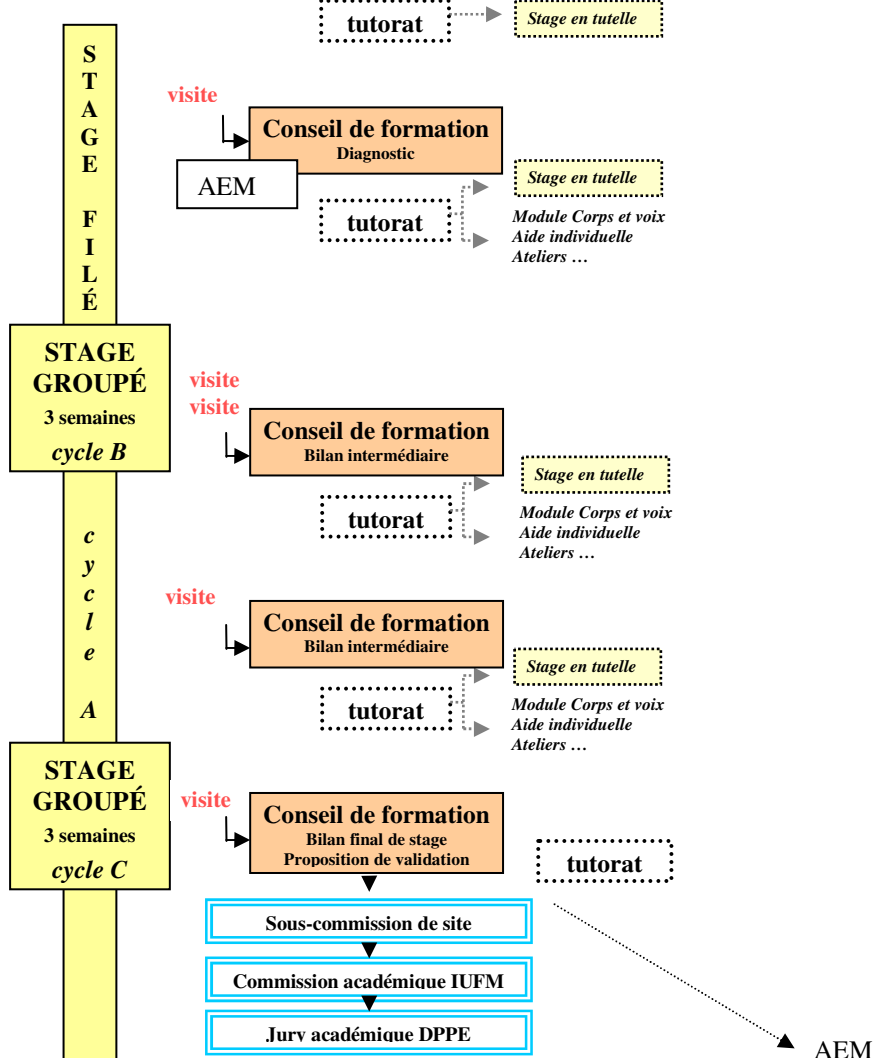 tutorat
Stage en tutelle
STAGE FILÉ
visite
Conseil de formation
Diagnostic
AEM
Stage en tutelle
tutorat
Module Corps et voix
Aide individuelle
Ateliers …
STAGE
GROUPÉ
3 semaines
cycle B
visite
visite
Conseil de formation
Bilan intermédiaire
Stage en tutelle
tutorat
Module Corps et voix
Aide individuelle
Ateliers …
cycle A
visite
Conseil de formation
Bilan intermédiaire
Stage en tutelle
tutorat
Module Corps et voix
Aide individuelle
Ateliers …
STAGE
GROUPÉ
3 semaines
cycle C
visite
Conseil de formation
Bilan final de stage
Proposition de validation
tutorat
Sous-commission de site
Commission académique IUFM
Jury académique DPPE
AEM